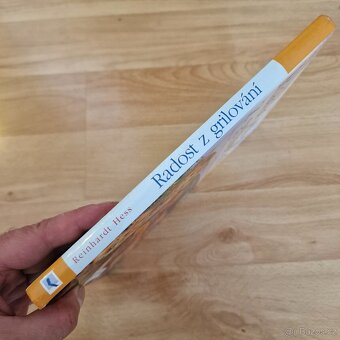 Reinhardt Hess
Radost z grilování